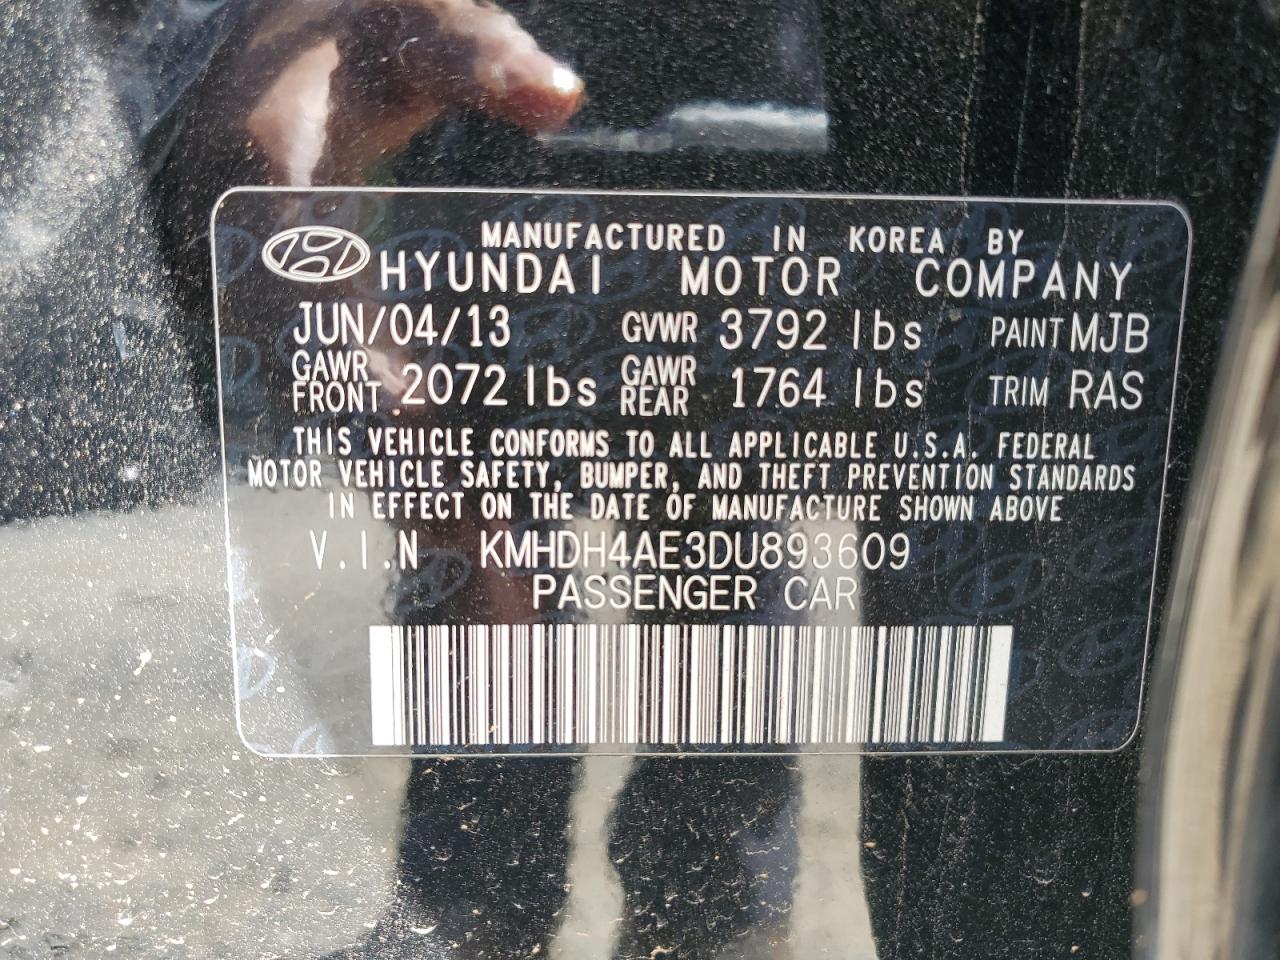 MANUFACTURED IN KOREA BY
HYUNDAI MOTOR COMPANY
JUN/04/13 GVWR 3792 lbs PAINT MJB
GAWR FRONT 2072 lbs GAWR REAR 1764 lbs TRIM RAS
THIS VEHICLE CONFORMS TO ALL APPLICABLE U.S.A. FEDERAL
MOTOR VEHICLE SAFETY, BUMPER, AND THEFT PREVENTION STANDARDS
IN EFFECT ON THE DATE OF MANUFACTURE SHOWN ABOVE
V.I.N KMHDH4AE3DU893609
PASSENGER CAR